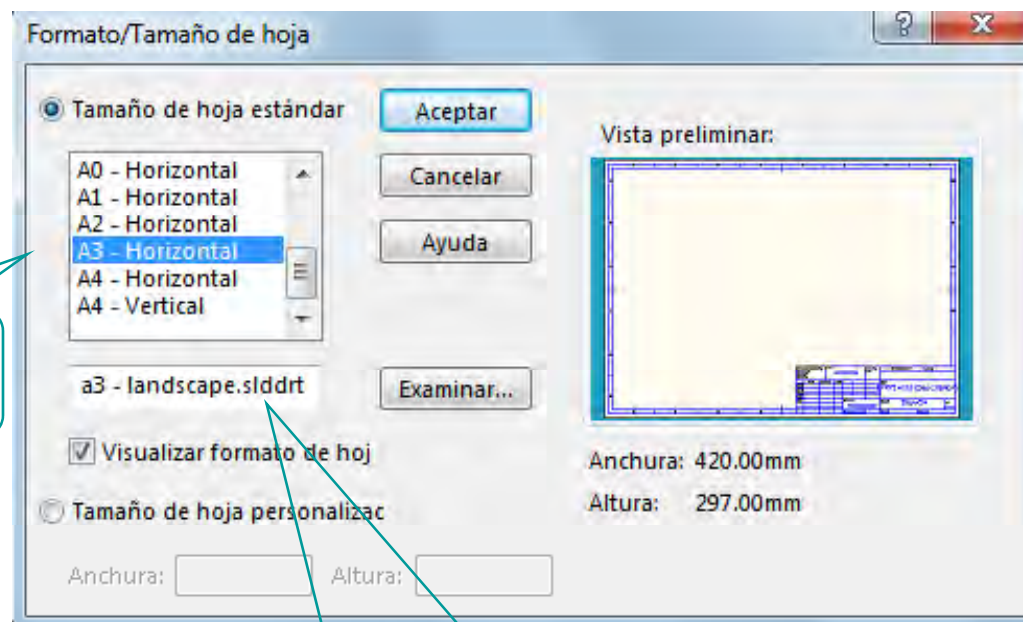 Formato/Tamaño de hoja
Tamaño de hoja estándar
Aceptar
Vista preliminar:
A0 - Horizontal
A1 - Horizontal
A2 - Horizontal
A3 - Horizontal
A4 - Horizontal
A4 - Vertical
Cancelar
Ayuda
a3 - landscape.slddrt
Examinar...
Visualizar formato de hoj
Anchura: 420.00mm
Altura: 297.00mm
Tamaño de hoja personalizac
Anchura:
Altura: